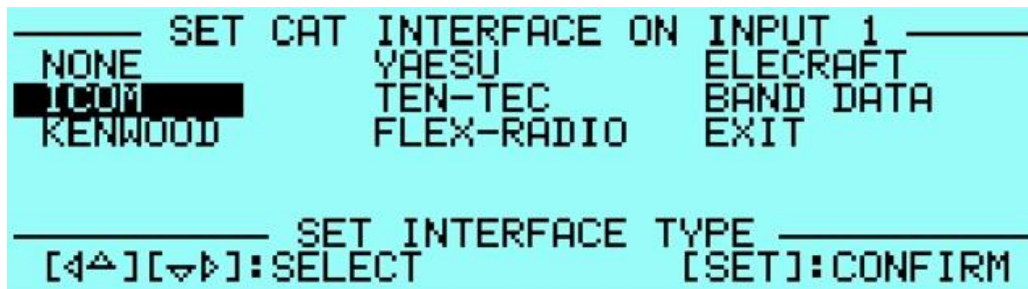 SET CAT INTERFACE ON INPUT 1
NONE YAESU ELECRAFT
ICOM TEN-TEC BAND DATA
KENWOOD FLEX-RADIO EXIT
SET INTERFACE TYPE
[◁△][▽▷]:SELECT [SET]:CONFIRM